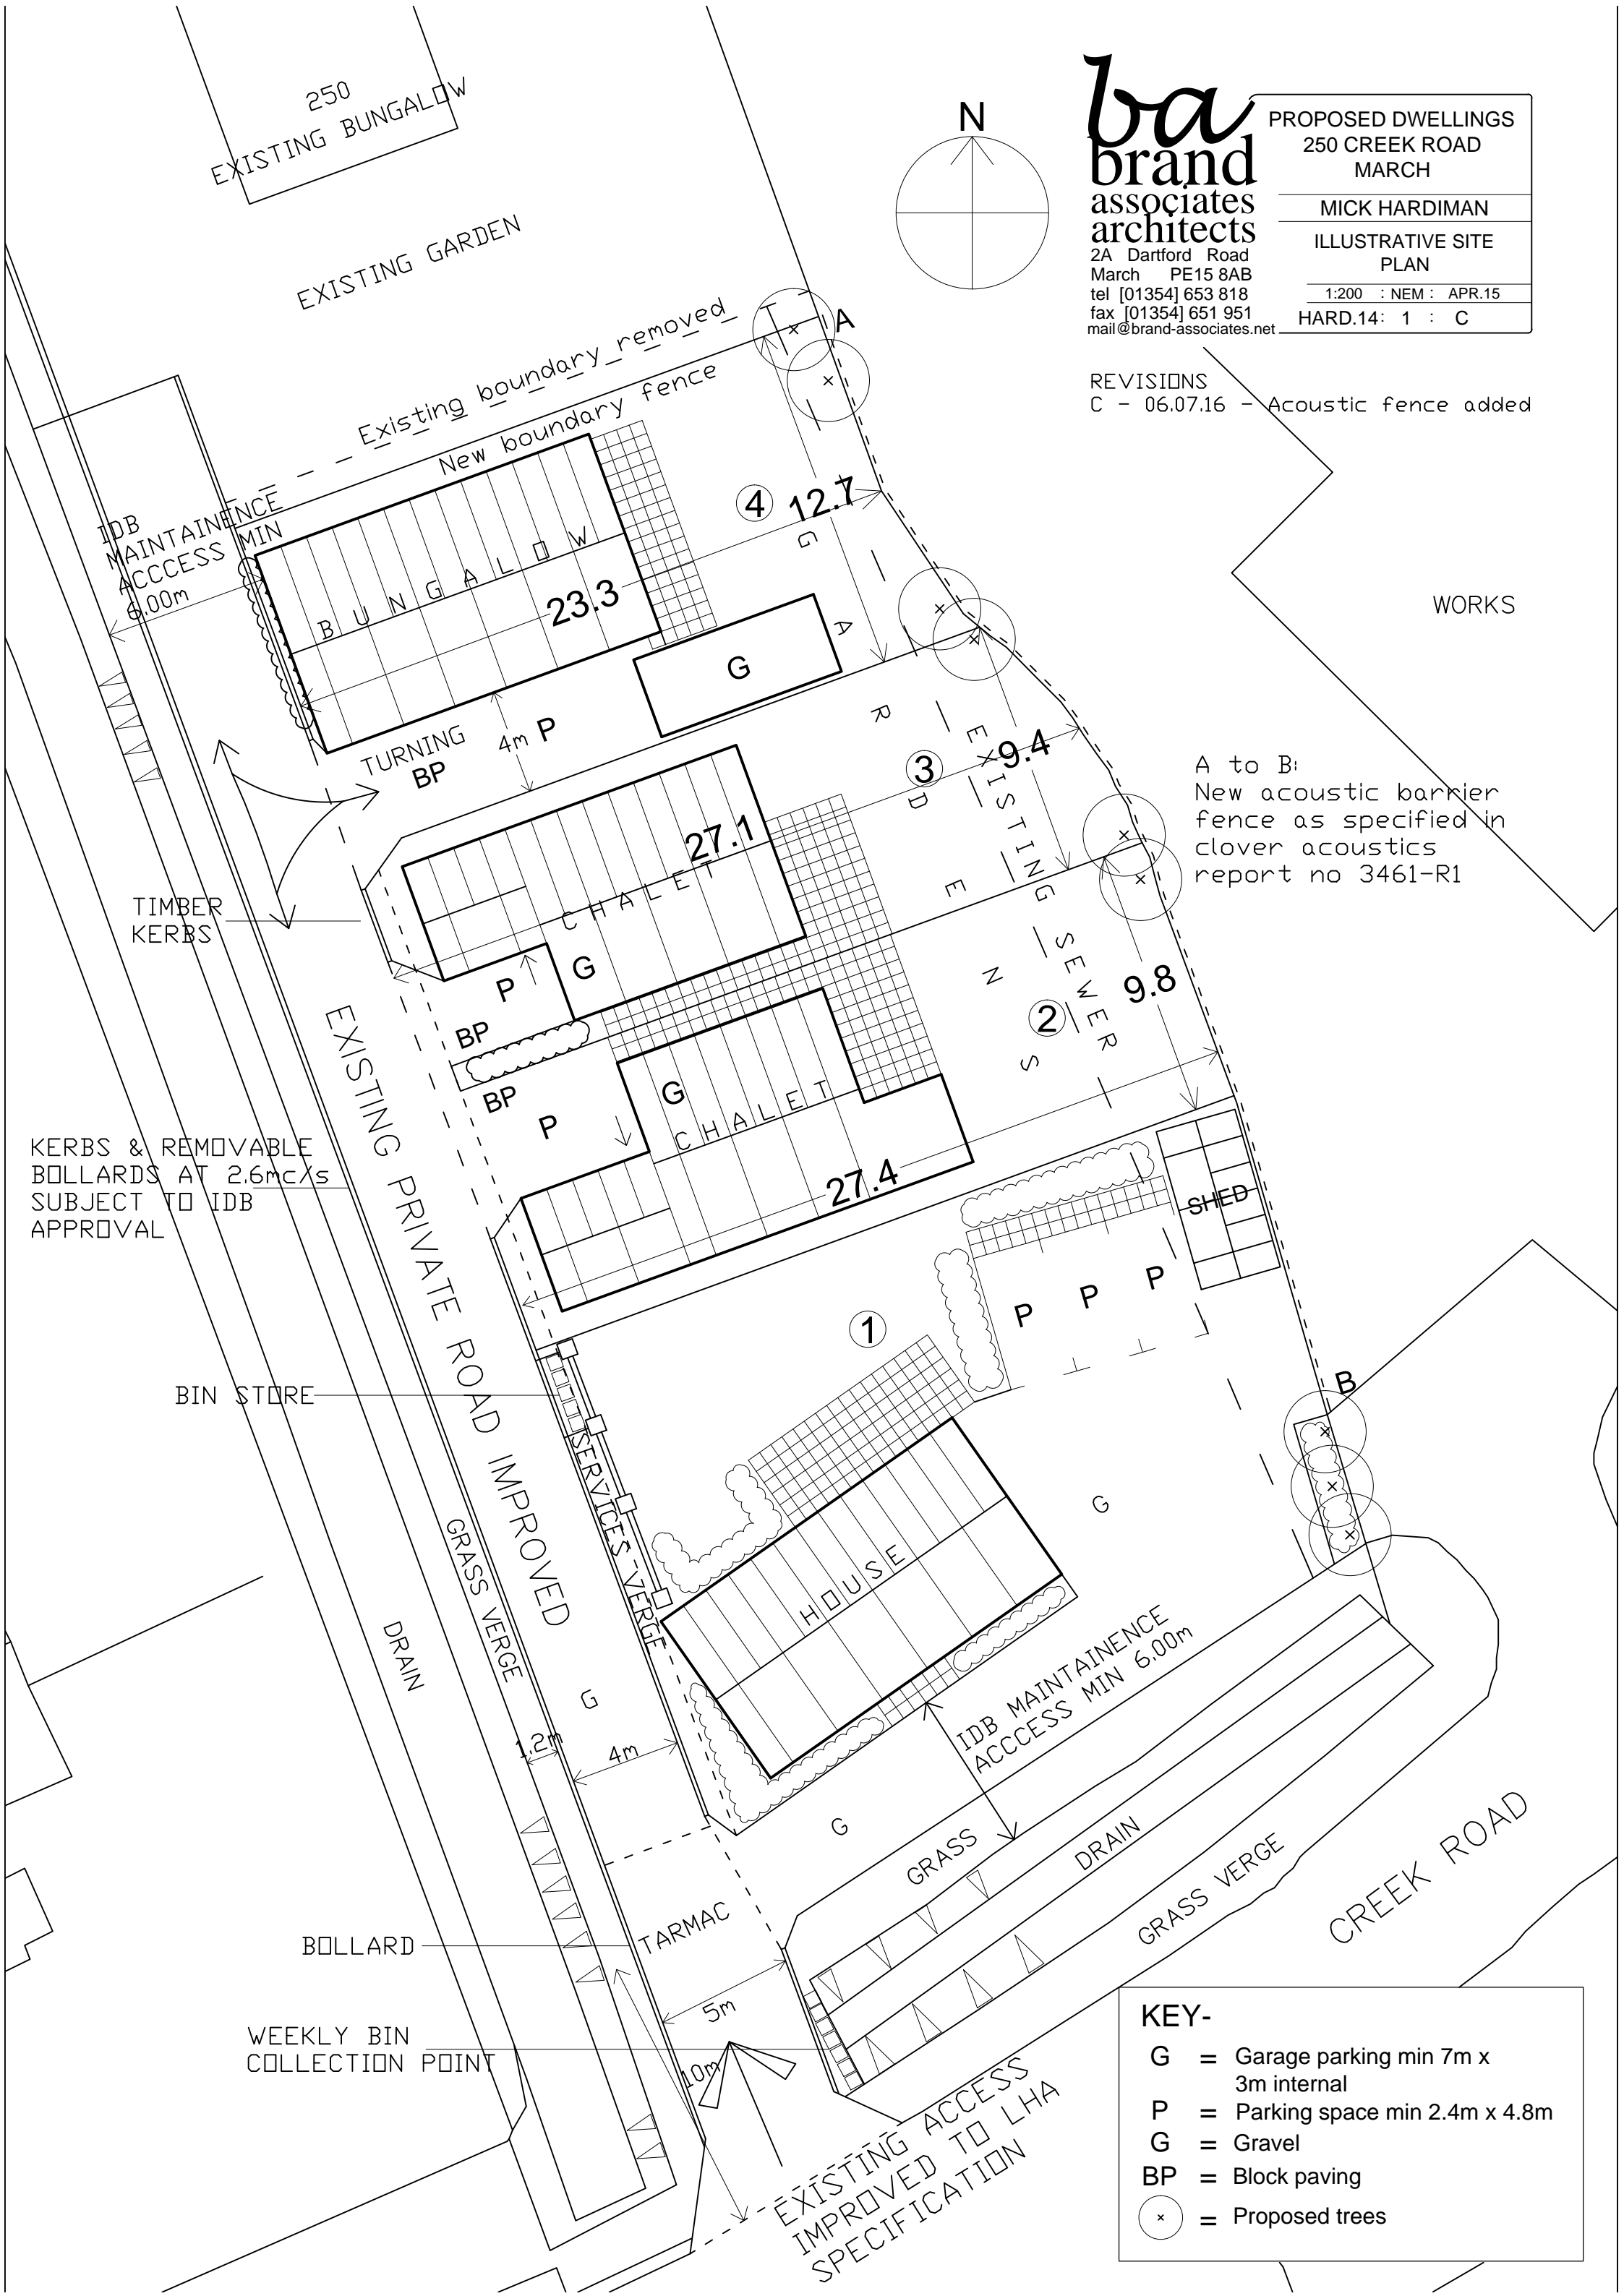 250
EXISTING BUNGALOW
EXISTING GARDEN
N
ba
brand
associates
architects
2A Dartford Road
March PE15 8AB
tel [01354] 653 818
fax [01354] 651 951
mail@brand-associates.net
PROPOSED DWELLINGS
250 CREEK ROAD
MARCH
MICK HARDIMAN
ILLUSTRATIVE SITE
PLAN
1:200 : NEM : APR.15
HARD.14: 1 : C
REVISIONS
C - 06.07.16 - Acoustic fence added
Existing boundary removed
New boundary fence
A
IDB
MAINTAINENCE
ACCCESS MIN
6.00m
BUNGALOW
23.3
4
12.7
G
TURNING
BP
4m
P
WORKS
GARDENS
3
9.4
EXISTING SEWER
A to B:
New acoustic barrier
fence as specified in
clover acoustics
report no 3461-R1
27.1
CHALET
TIMBER
KERBS
P
G
BP
2
9.8
BP
P
G
CHALET
27.4
KERBS & REMOVABLE
BOLLARDS AT 2.6mc/s
SUBJECT TO IDB
APPROVAL
EXISTING PRIVATE ROAD IMPROVED
SHED
P
P
P
1
BIN STORE
B
SERVICES VERGE
GRASS VERGE
DRAIN
HOUSE
G
G
1.2m
4m
IDB MAINTAINENCE
ACCCESS MIN 6.00m
G
GRASS
DRAIN
GRASS VERGE
CREEK ROAD
BOLLARD
TARMAC
5m
WEEKLY BIN
COLLECTION POINT
10m
EXISTING ACCESS
IMPROVED TO LHA
SPECIFICATION
KEY-
G = Garage parking min 7m x
3m internal
P = Parking space min 2.4m x 4.8m
G = Gravel
BP = Block paving
= Proposed trees